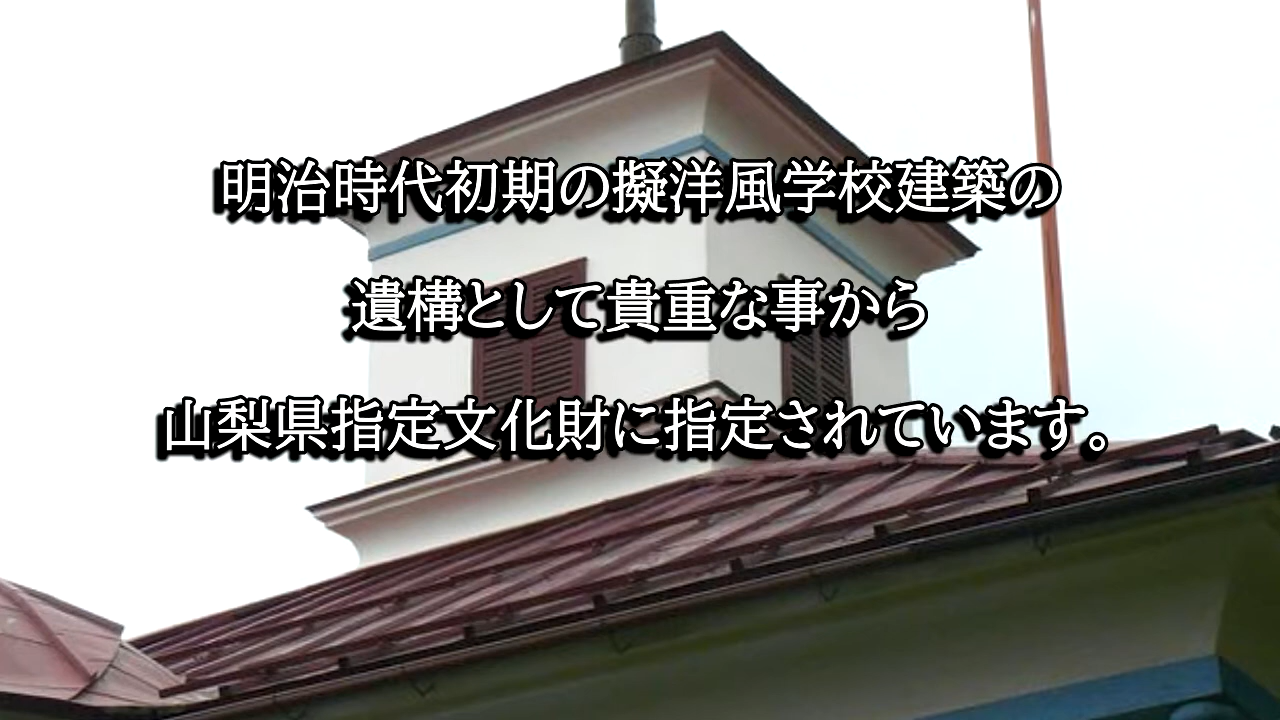 明治時代初期の擬洋風学校建築の
遺構として貴重な事から
山梨県指定文化財に指定されています。